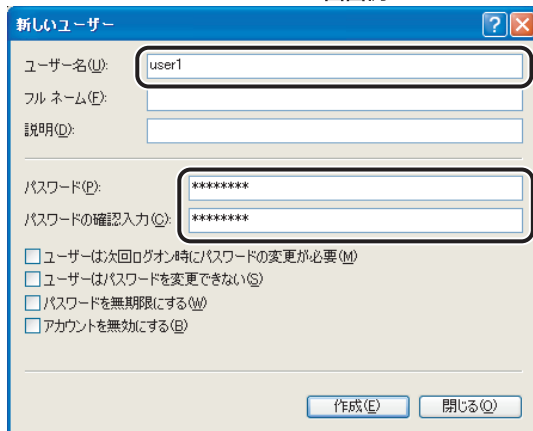 新しいユーザー
ユーザー名(U): user1
フル ネーム(F):
説明(D):
パスワード(P): ********
パスワードの確認入力(C): ********
ユーザーは次回ログオン時にパスワードの変更が必要(M)
ユーザーはパスワードを変更できない(S)
パスワードを無期限にする(W)
アカウントを無効にする(B)
作成(E) 閉じる(O)